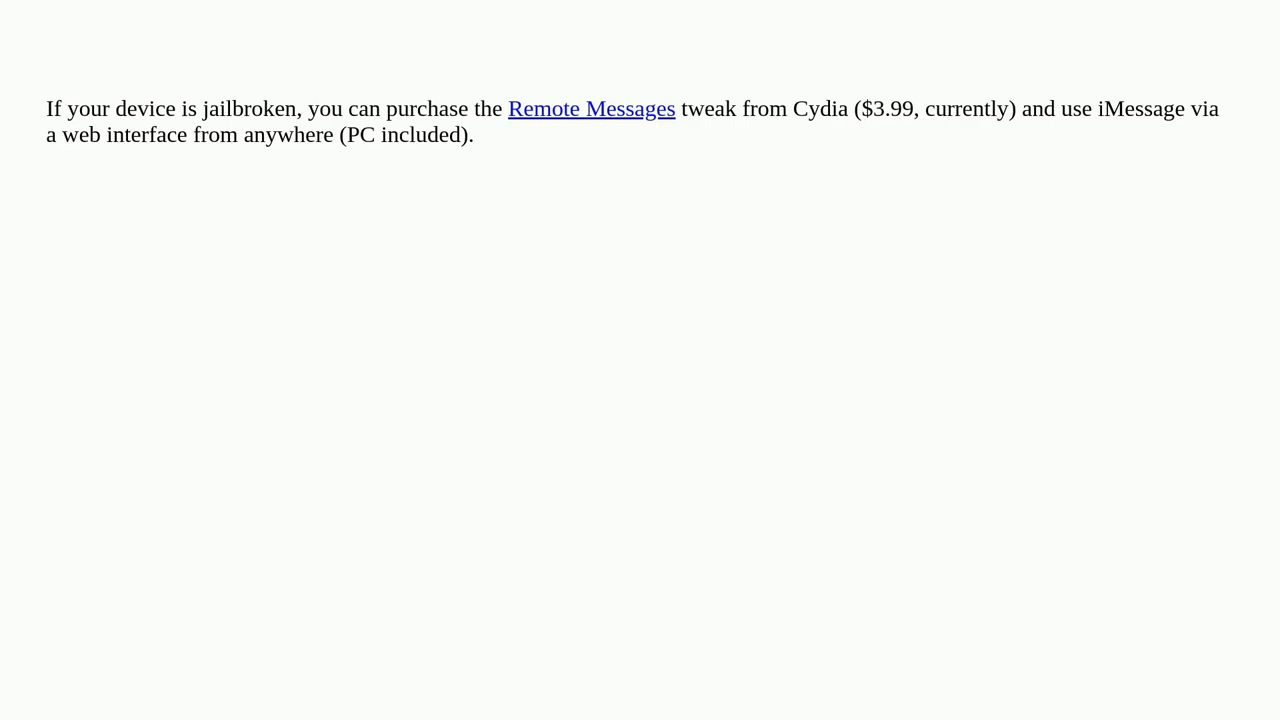 If your device is jailbroken, you can purchase the Remote Messages tweak from Cydia ($3.99, currently) and use iMessage via
a web interface from anywhere (PC included).